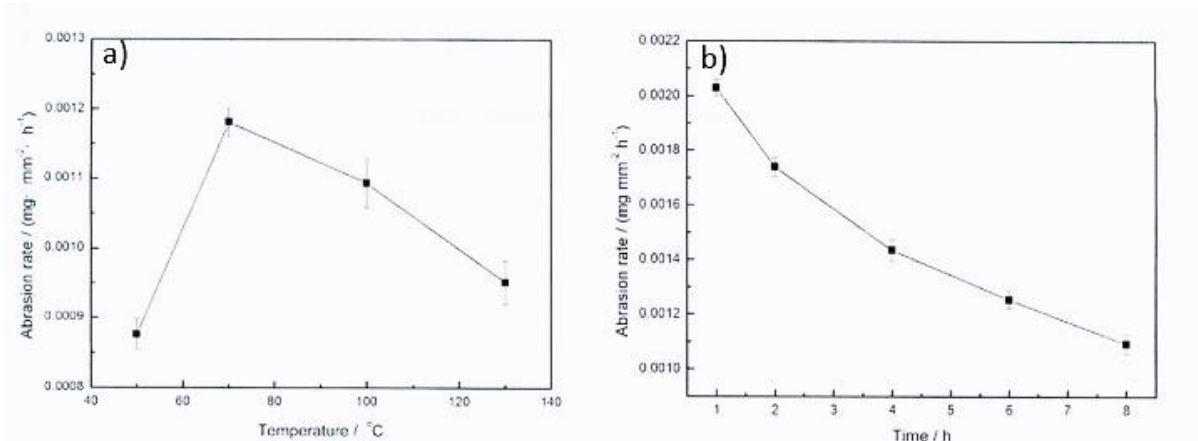 a)
Abrasion rate / (mg· mm⁻²· h⁻¹)
0.0013
0.0012
0.0011
0.0010
0.0009
0.0008
40 60 80 100 120 140
Temperature / °C
b)
Abrasion rate / (mg mm⁻² h⁻¹)
0.0022
0.0020
0.0018
0.0016
0.0014
0.0012
0.0010
1 2 3 4 5 6 7 8
Time / h